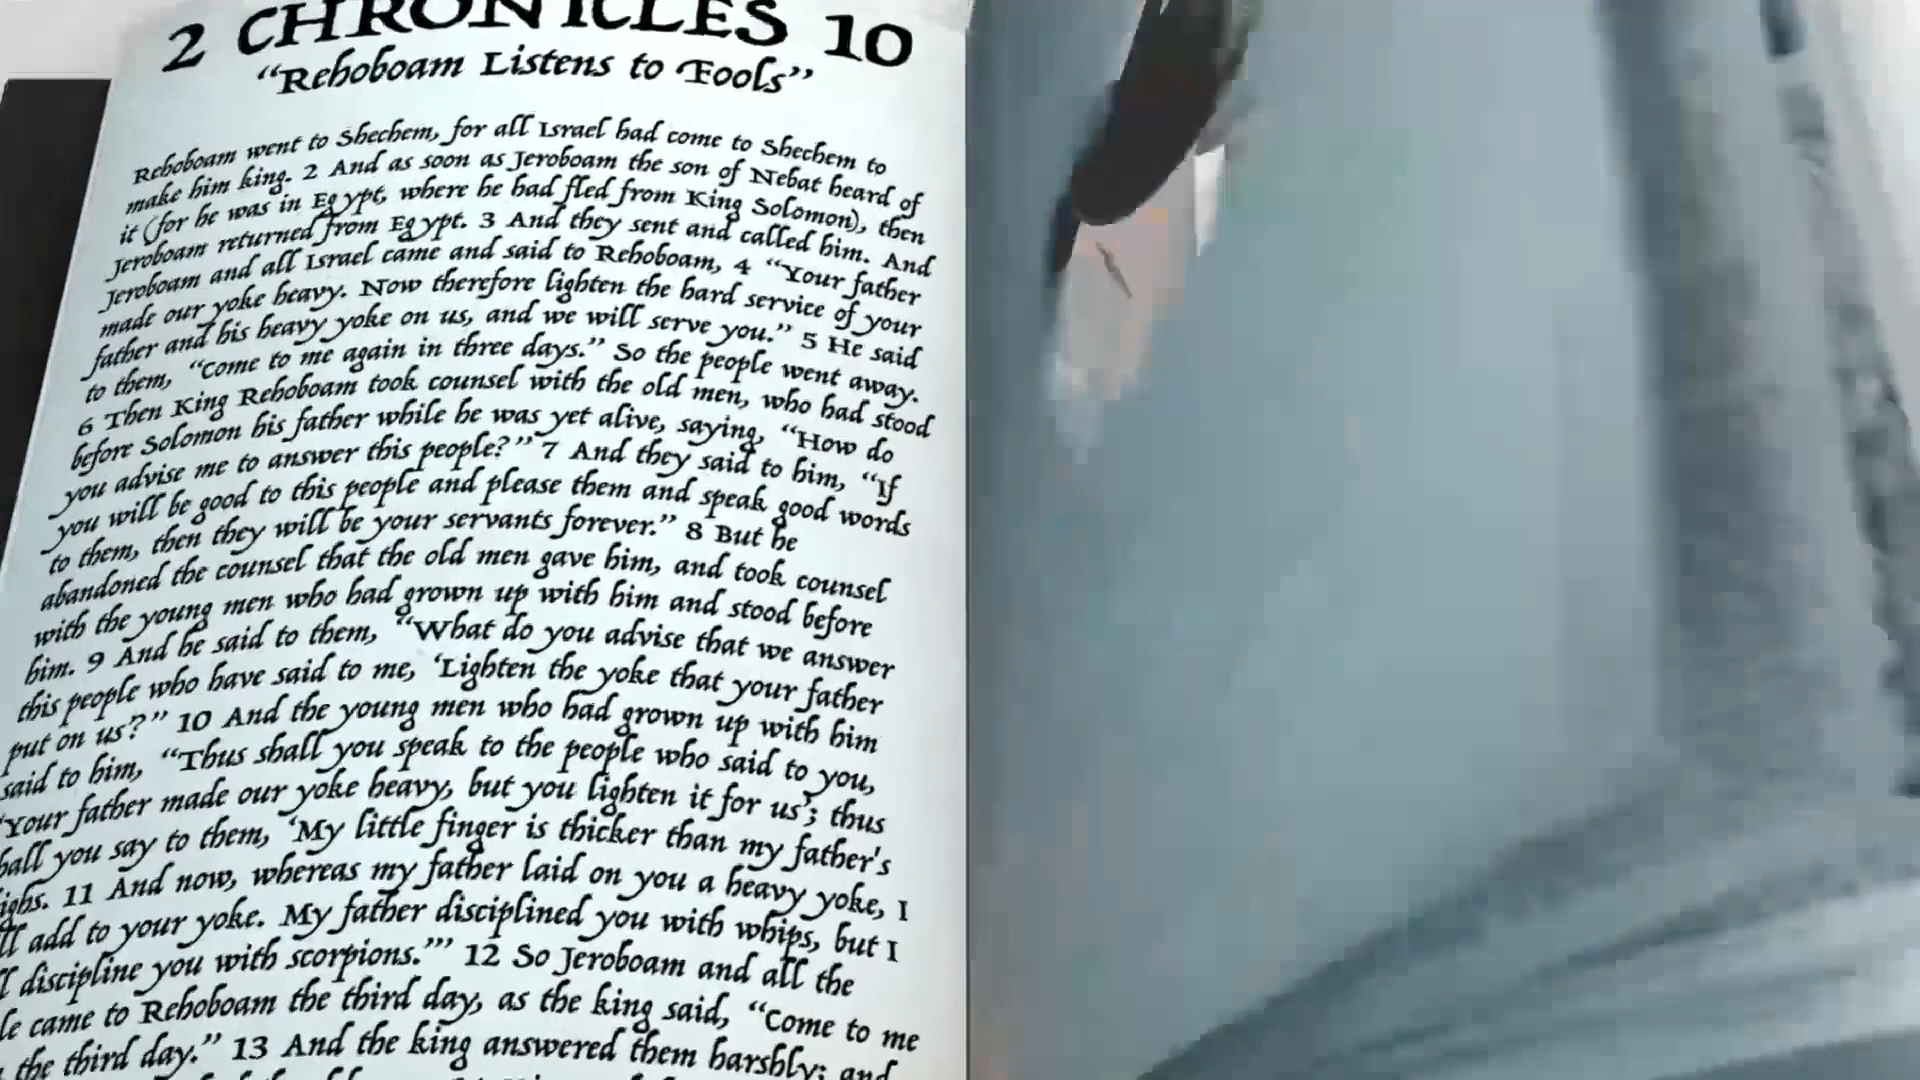 2 CHRONICLES 10
“Rehoboam Listens to Fools”
Rehoboam went to Shechem, for all Israel had come to Shechem to
make him king. 2 And as soon as Jeroboam the son of Nebat heard of
it (for he was in Egypt, where he had fled from King Solomon), then
Jeroboam returned from Egypt. 3 And they sent and called him. And
Jeroboam and all Israel came and said to Rehoboam, 4 “Your father
made our yoke heavy. Now therefore lighten the hard service of your
father and his heavy yoke on us, and we will serve you.” 5 He said
to them, “Come to me again in three days.” So the people went away.
6 Then King Rehoboam took counsel with the old men, who had stood
before Solomon his father while he was yet alive, saying, “How do
you advise me to answer this people?” 7 And they said to him, “If
you will be good to this people and please them and speak good words
to them, then they will be your servants forever.” 8 But he
abandoned the counsel that the old men gave him, and took counsel
with the young men who had grown up with him and stood before
him. 9 And he said to them, “What do you advise that we answer
this people who have said to me, ‘Lighten the yoke that your father
put on us’?” 10 And the young men who had grown up with him
said to him, “Thus shall you speak to the people who said to you,
‘Your father made our yoke heavy, but you lighten it for us’; thus
hall you say to them, ‘My little finger is thicker than my father's
ighs. 11 And now, whereas my father laid on you a heavy yoke, I
ll add to your yoke. My father disciplined you with whips, but I
l discipline you with scorpions.’” 12 So Jeroboam and all the
le came to Rehoboam the third day, as the king said, “Come to me
the third day.” 13 And the king answered them harshly; and